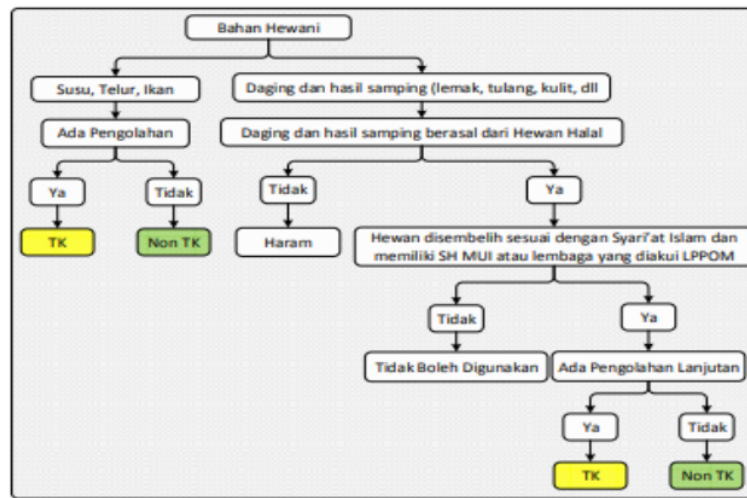 Bahan Hewani
Susu, Telur, Ikan
Daging dan hasil samping (lemak, tulang, kulit, dll
Ada Pengolahan
Daging dan hasil samping berasal dari Hewan Halal
Ya
Tidak
Tidak
Ya
TK
Non TK
Haram
Hewan disembelih sesuai dengan Syari'at Islam dan
memiliki SH MUI atau lembaga yang diakui LPPOM
Tidak
Ya
Tidak Boleh Digunakan
Ada Pengolahan Lanjutan
Ya
Tidak
TK
Non TK